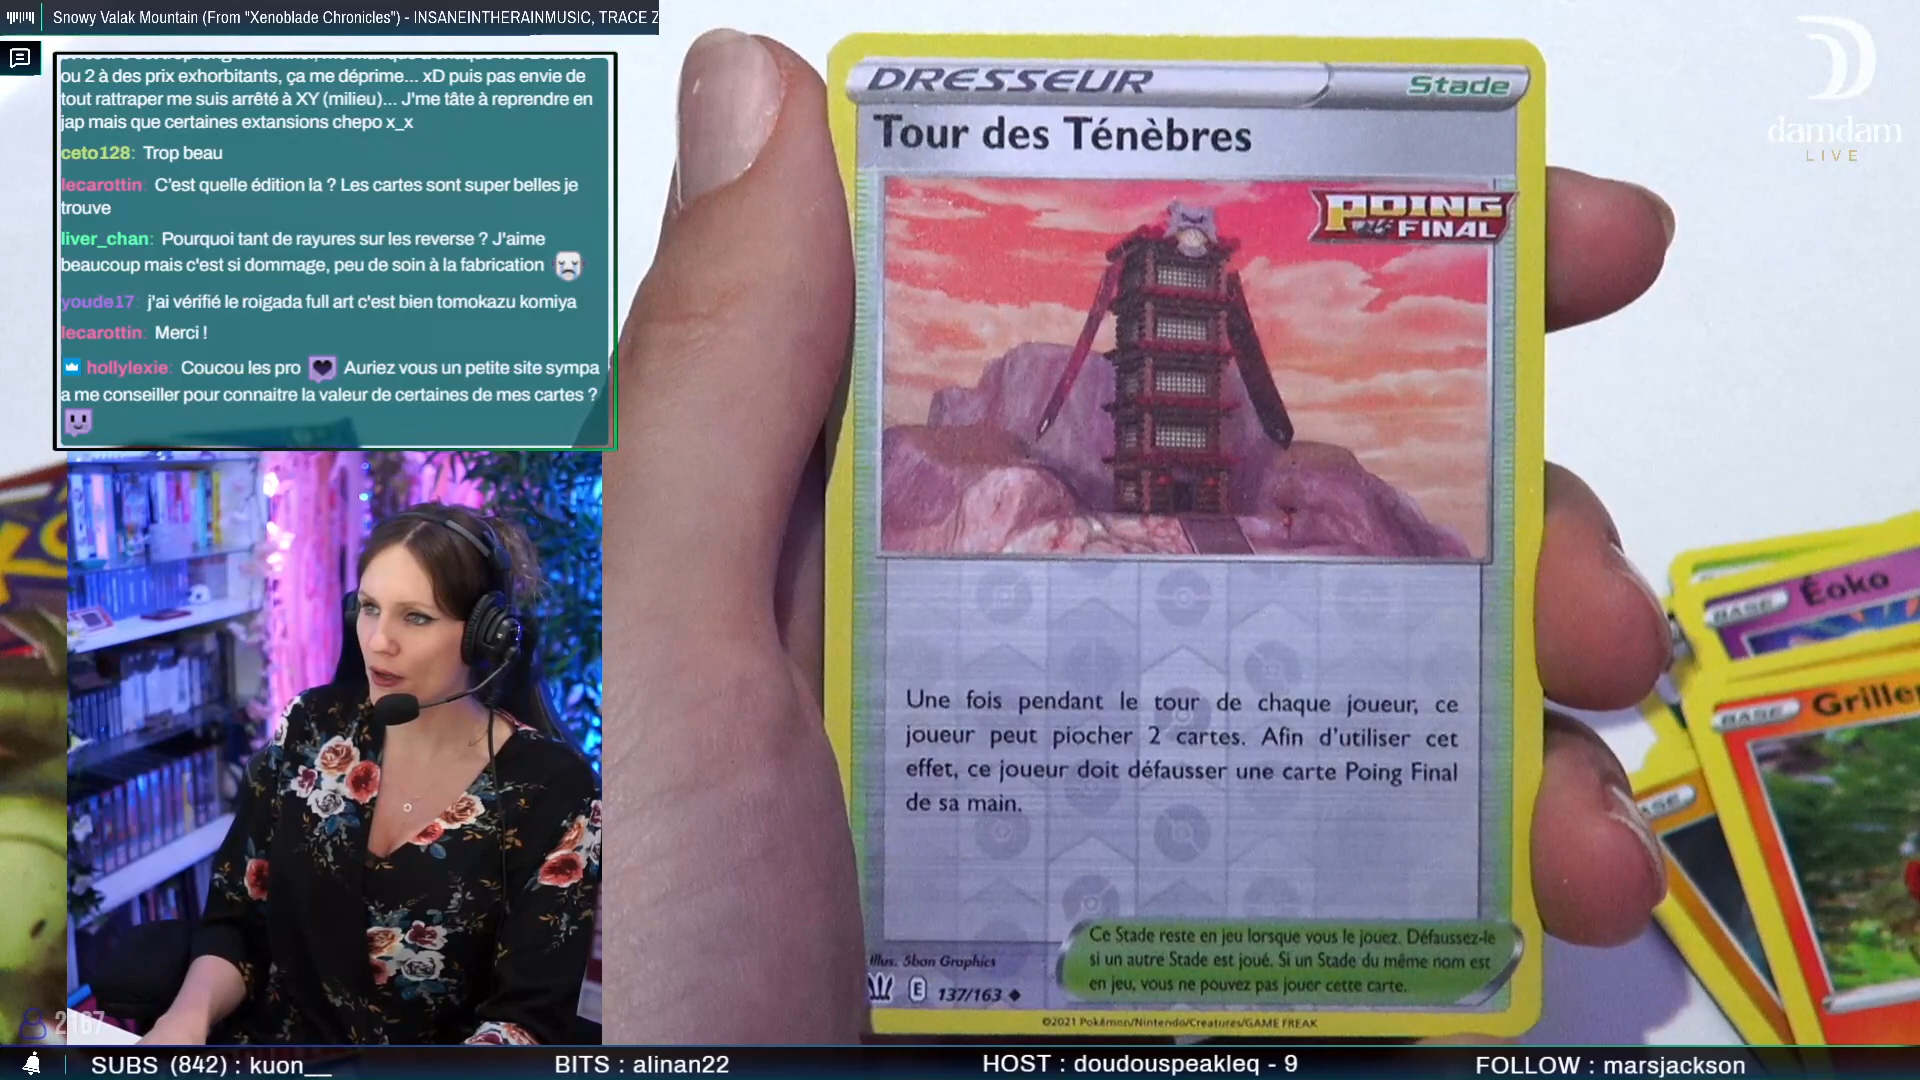 Snowy Valak Mountain (From "Xenoblade Chronicles") - INSANEINTHERAINMUSIC, TRACE Z
ou 2 à des prix exhorbitants, ça me déprime... xD puis pas envie de
tout rattraper me suis arrêté à XY (milieu)... J'me tâte à reprendre en
jap mais que certaines extansions chepo x_x
ceto128: Trop beau
lecarottin: C'est quelle édition la ? Les cartes sont super belles je
trouve
liver_chan: Pourquoi tant de rayures sur les reverse ? J'aime
beaucoup mais c'est si dommage, peu de soin à la fabrication
youde17: j'ai vérifié le roigada full art c'est bien tomokazu komiya
lecarottin: Merci !
hollylexie: Coucou les pro Auriez vous un petite site sympa
a me conseiller pour connaitre la valeur de certaines de mes cartes ?
DRESSEUR
Stade
Tour des Ténèbres
POING
FINAL
Une fois pendant le tour de chaque joueur, ce
joueur peut piocher 2 cartes. Afin d'utiliser cet
effet, ce joueur doit défausser une carte Poing Final
de sa main.
Ce Stade reste en jeu lorsque vous le jouez. Défaussez-le
si un autre Stade est joué. Si un Stade du même nom est
en jeu, vous ne pouvez pas jouer cette carte.
Illus. 5ban Graphics
E 137/163
©2021 Pokémon/Nintendo/Creatures/GAME FREAK
damdam
LIVE
BASE Éoko
BASE Griller
2167
SUBS (842) : kuon__
BITS : alinan22
HOST : doudouspeakleq - 9
FOLLOW : marsjackson